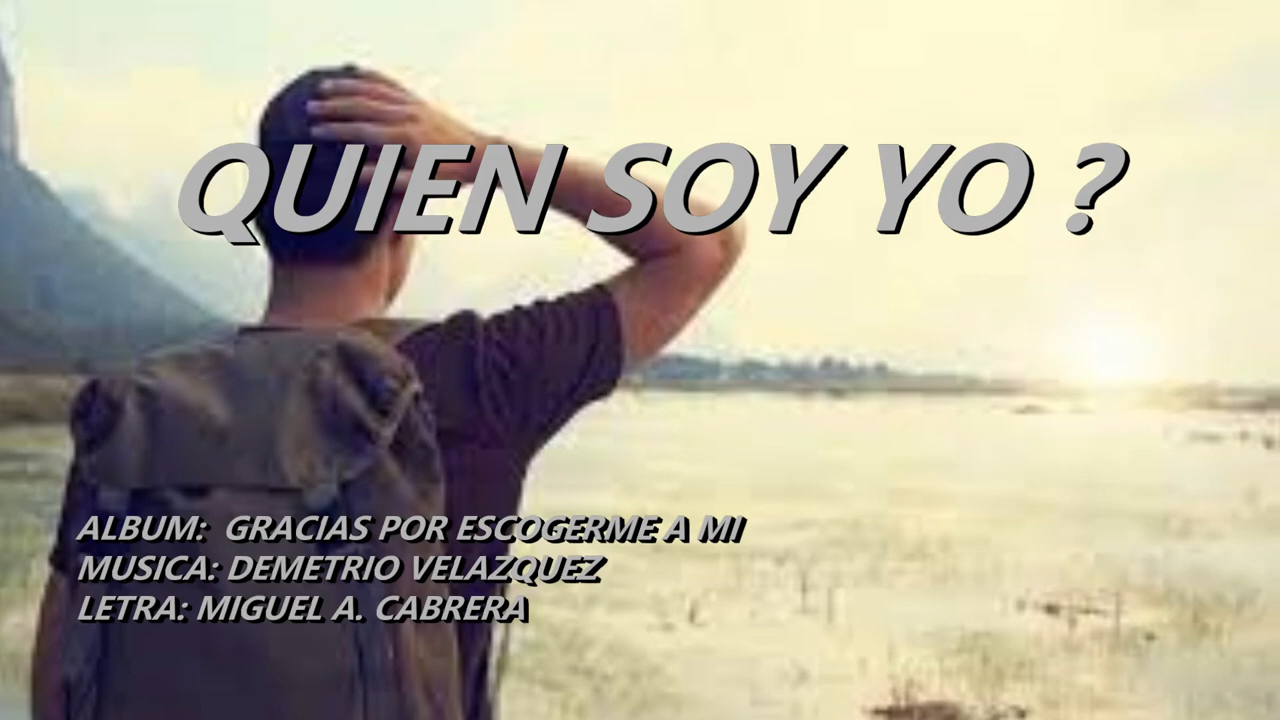 QUIEN SOY YO ?
ALBUM: GRACIAS POR ESCOGERME A MI
MUSICA: DEMETRIO VELAZQUEZ
LETRA: MIGUEL A. CABRERA